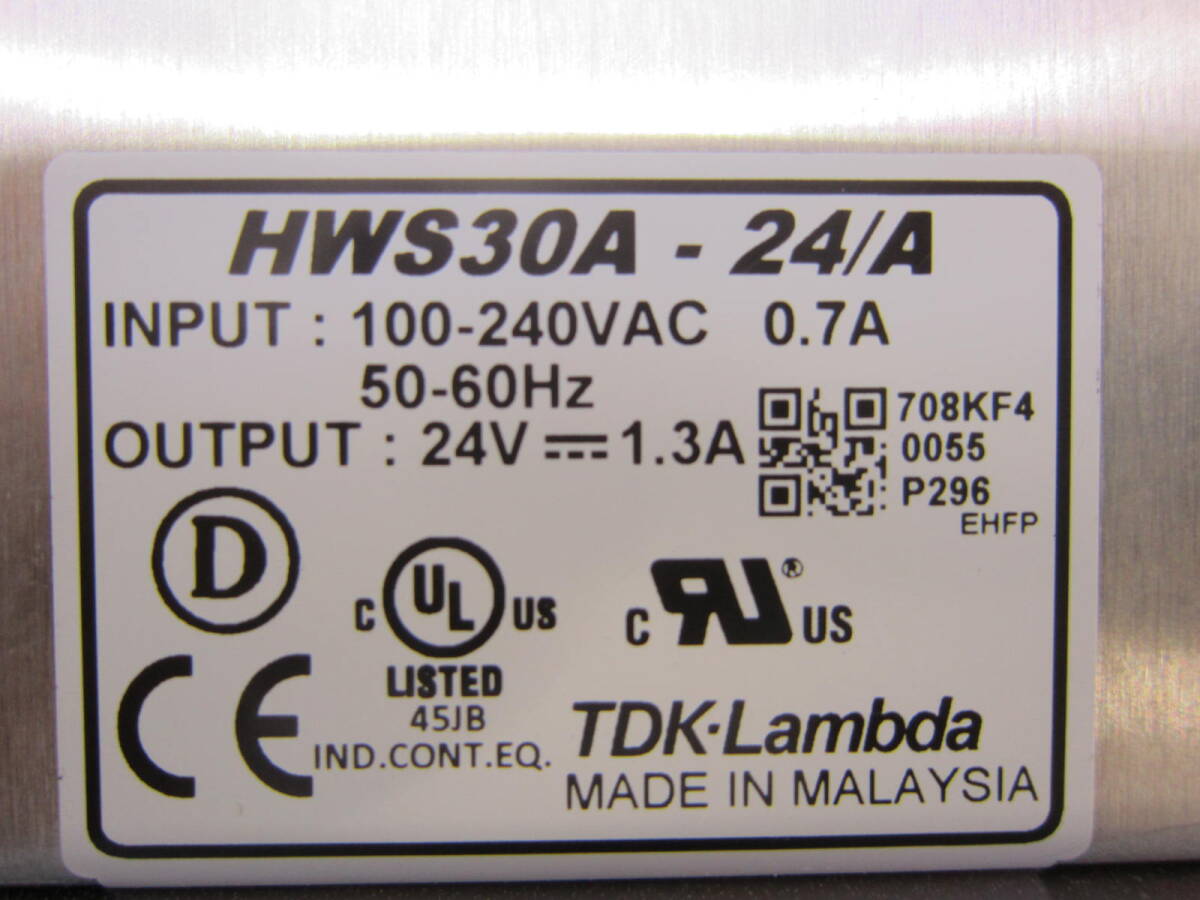 HWS30A - 24/A
INPUT : 100-240VAC 0.7A
50-60Hz
OUTPUT : 24V ⎓ 1.3A
708KF4
0055
P296
EHFP
D
C UL US
LISTED
45JB
IND.CONT.EQ.
C RU® US
CE
TDK·Lambda
MADE IN MALAYSIA